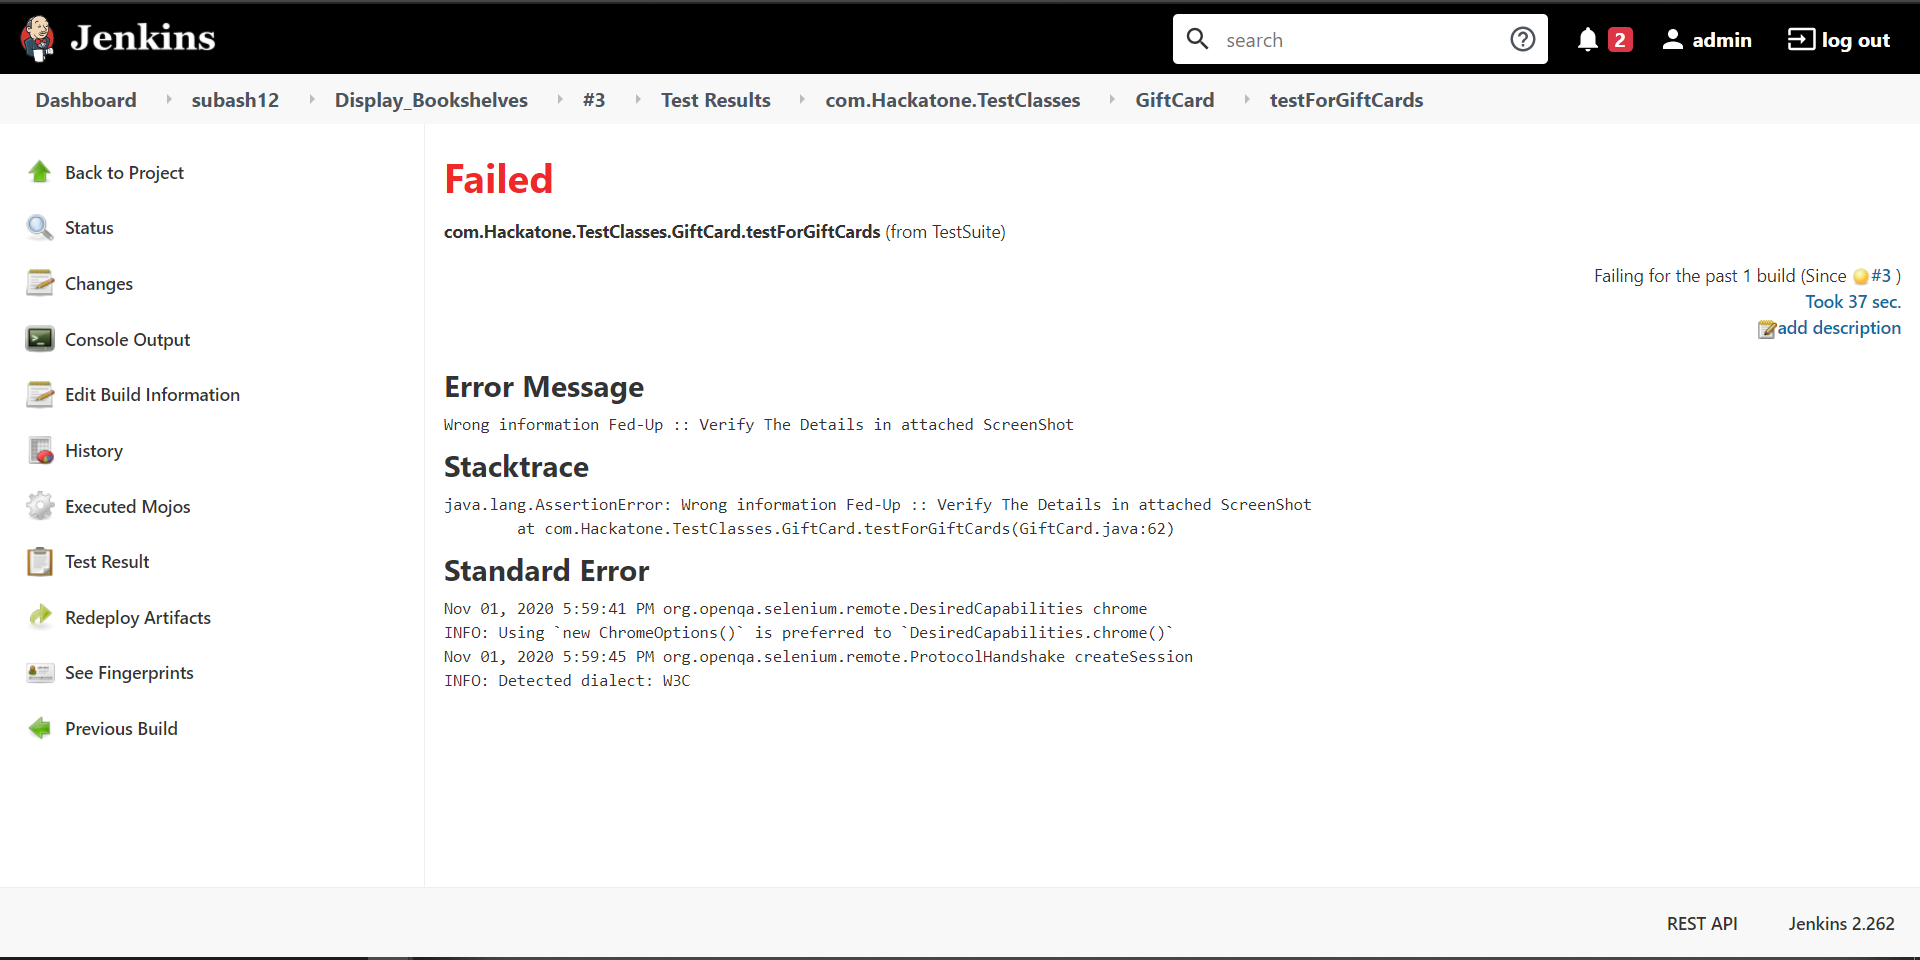 Jenkins
search
2
admin
log out
Dashboard subash12 Display_Bookshelves #3 Test Results com.Hackatone.TestClasses GiftCard testForGiftCards
Back to Project
Status
Changes
Console Output
Edit Build Information
History
Executed Mojos
Test Result
Redeploy Artifacts
See Fingerprints
Previous Build
Failed
com.Hackatone.TestClasses.GiftCard.testForGiftCards (from TestSuite)
Failing for the past 1 build (Since #3 )
Took 37 sec.
add description
Error Message
Wrong information Fed-Up :: Verify The Details in attached ScreenShot
Stacktrace
java.lang.AssertionError: Wrong information Fed-Up :: Verify The Details in attached ScreenShot
at com.Hackatone.TestClasses.GiftCard.testForGiftCards(GiftCard.java:62)
Standard Error
Nov 01, 2020 5:59:41 PM org.openqa.selenium.remote.DesiredCapabilities chrome
INFO: Using `new ChromeOptions()` is preferred to `DesiredCapabilities.chrome()`
Nov 01, 2020 5:59:45 PM org.openqa.selenium.remote.ProtocolHandshake createSession
INFO: Detected dialect: W3C
REST API
Jenkins 2.262